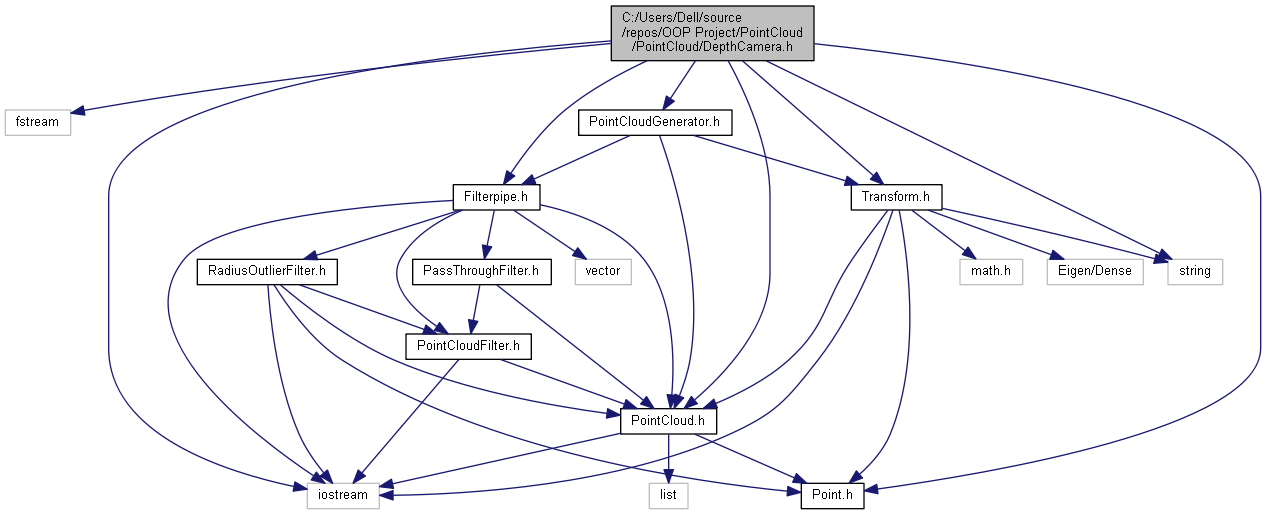 C:/Users/Dell/source
/repos/OOP Project/PointCloud
/PointCloud/DepthCamera.h
fstream
PointCloudGenerator.h
Filterpipe.h
Transform.h
RadiusOutlierFilter.h
PassThroughFilter.h
vector
math.h
Eigen/Dense
string
PointCloudFilter.h
PointCloud.h
iostream
list
Point.h